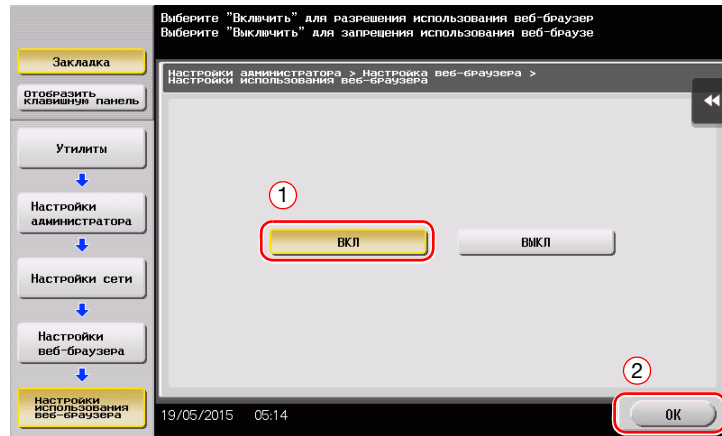 Выберите "Включить" для разрешения использования веб-браузер
Выберите "Выключить" для запрещения использования веб-браузе
Закладка
Отобразить
клавишную панель
Настройки администратора > Настройка веб-браузера >
Настройки использования веб-браузера
Утилиты
Настройки
администратора
Настройки сети
Настройки
веб-браузера
Настройки
использования
веб-браузера
1
ВКЛ
ВЫКЛ
2
19/05/2015 05:14
OK